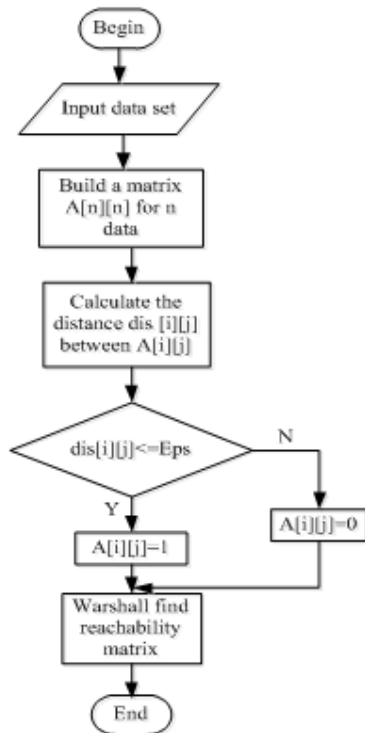 Begin
Input data set
Build a matrix
A[n][n] for n
data
Calculate the
distance dis [i][j]
between A[i][j]
dis[i][j]<=Eps
N
Y
A[i][j]=0
A[i][j]=1
Warshall find
reachability
matrix
End